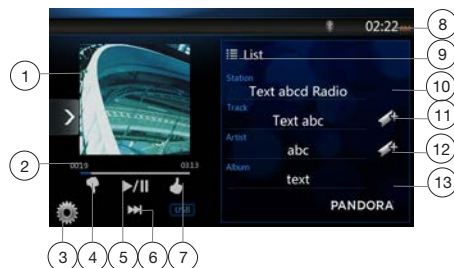 8
02:22 AM
1
List
9
Station
Text abcd Radio
10
Track
Text abc
11
Artist
abc
12
2
00:19
03:13
Album
text
13
USB
PANDORA
3
4
5
6
7